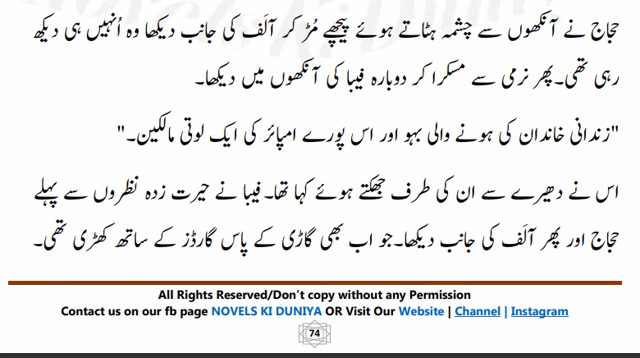 حجاج نے آنکھوں سے چشمہ ہٹاتے ہوئے پیچھے مُڑ کر آلَف کی جانب دیکھا وہ اُنہیں ہی دیکھ
رہی تھی۔ پھر نرمی سے مسکرا کر دوبارہ فیبا کی آنکھوں میں دیکھا۔
"زندانی خاندان کی ہونے والی بہو اور اس پورے امپائر کی ایک لوتی مالکین۔"
اس نے دھیرے سے ان کی طرف جھکتے ہوئے کہا تھا۔ فیبا نے حیرت زدہ نظروں سے پہلے
حجاج اور پھر آلَف کی جانب دیکھا۔ جو اب بھی گاڑی کے پاس گارڈز کے ساتھ کھڑی تھی۔
All Rights Reserved/Don't copy without any Permission
Contact us on our fb page NOVELS KI DUNIYA OR Visit Our Website | Channel | Instagram
74